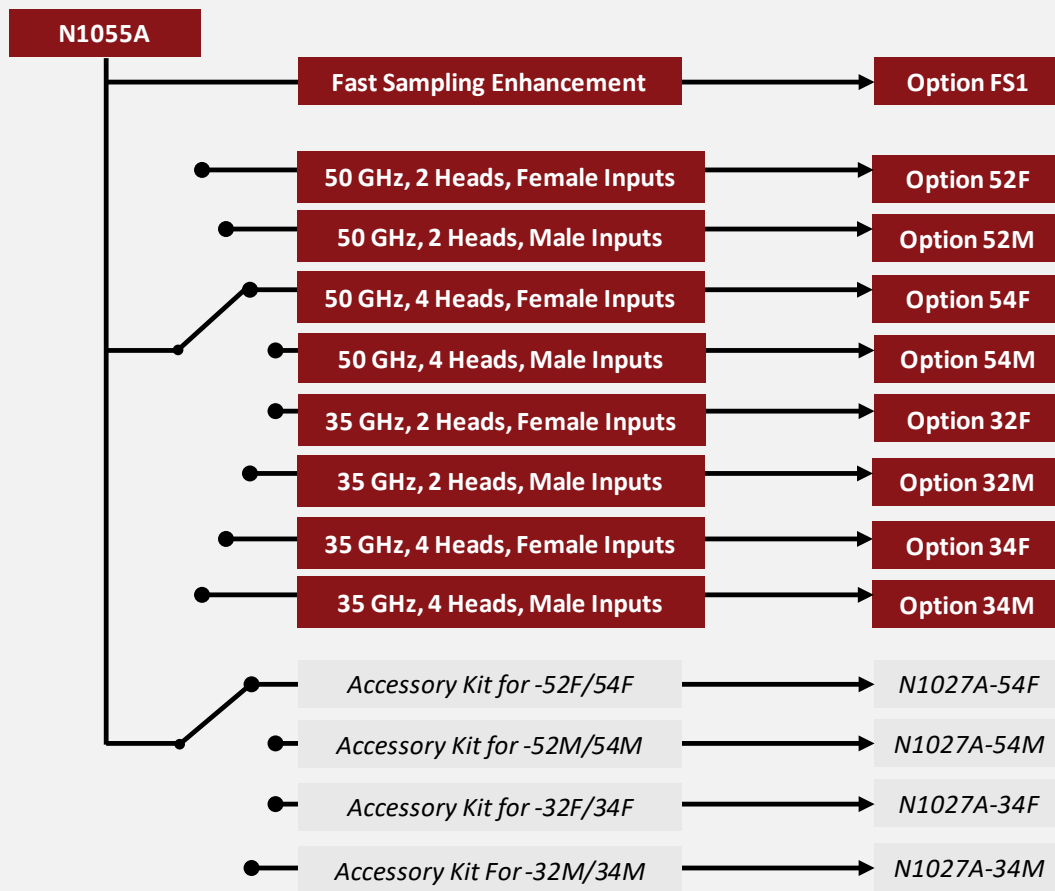 N1055A
Fast Sampling Enhancement Option FS1
50 GHz, 2 Heads, Female Inputs Option 52F
50 GHz, 2 Heads, Male Inputs Option 52M
50 GHz, 4 Heads, Female Inputs Option 54F
50 GHz, 4 Heads, Male Inputs Option 54M
35 GHz, 2 Heads, Female Inputs Option 32F
35 GHz, 2 Heads, Male Inputs Option 32M
35 GHz, 4 Heads, Female Inputs Option 34F
35 GHz, 4 Heads, Male Inputs Option 34M
Accessory Kit for -52F/54F N1027A-54F
Accessory Kit for -52M/54M N1027A-54M
Accessory Kit for -32F/34F N1027A-34F
Accessory Kit For -32M/34M N1027A-34M